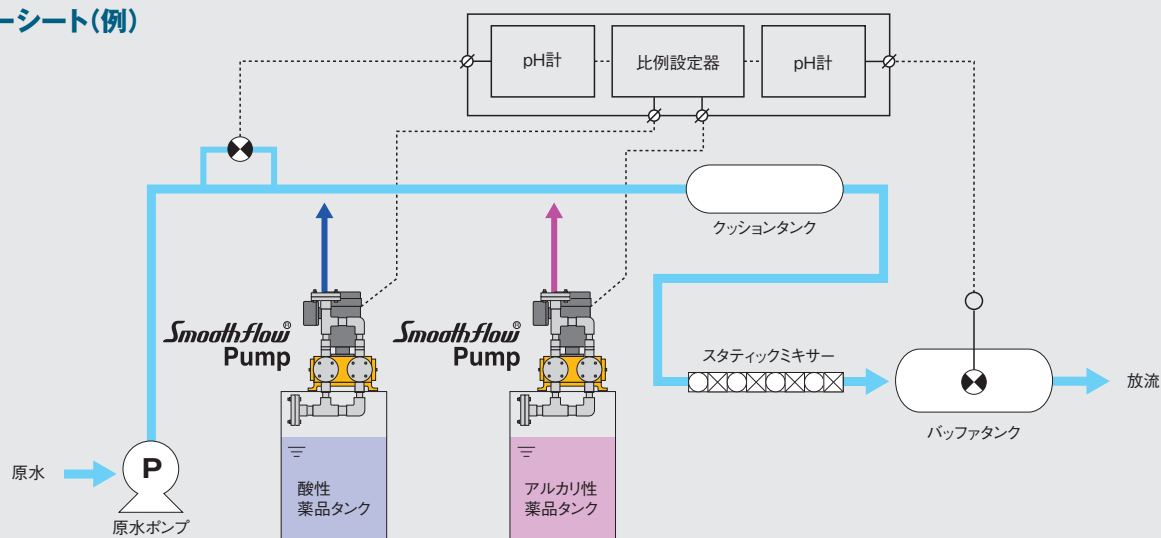 ーシート(例)
pH計
比例設定器
pH計
クッションタンク
Smoothflow®
Pump
Smoothflow®
Pump
スタティックミキサー
放流
バッファタンク
P
原水
原水ポンプ
酸性
薬品タンク
アルカリ性
薬品タンク